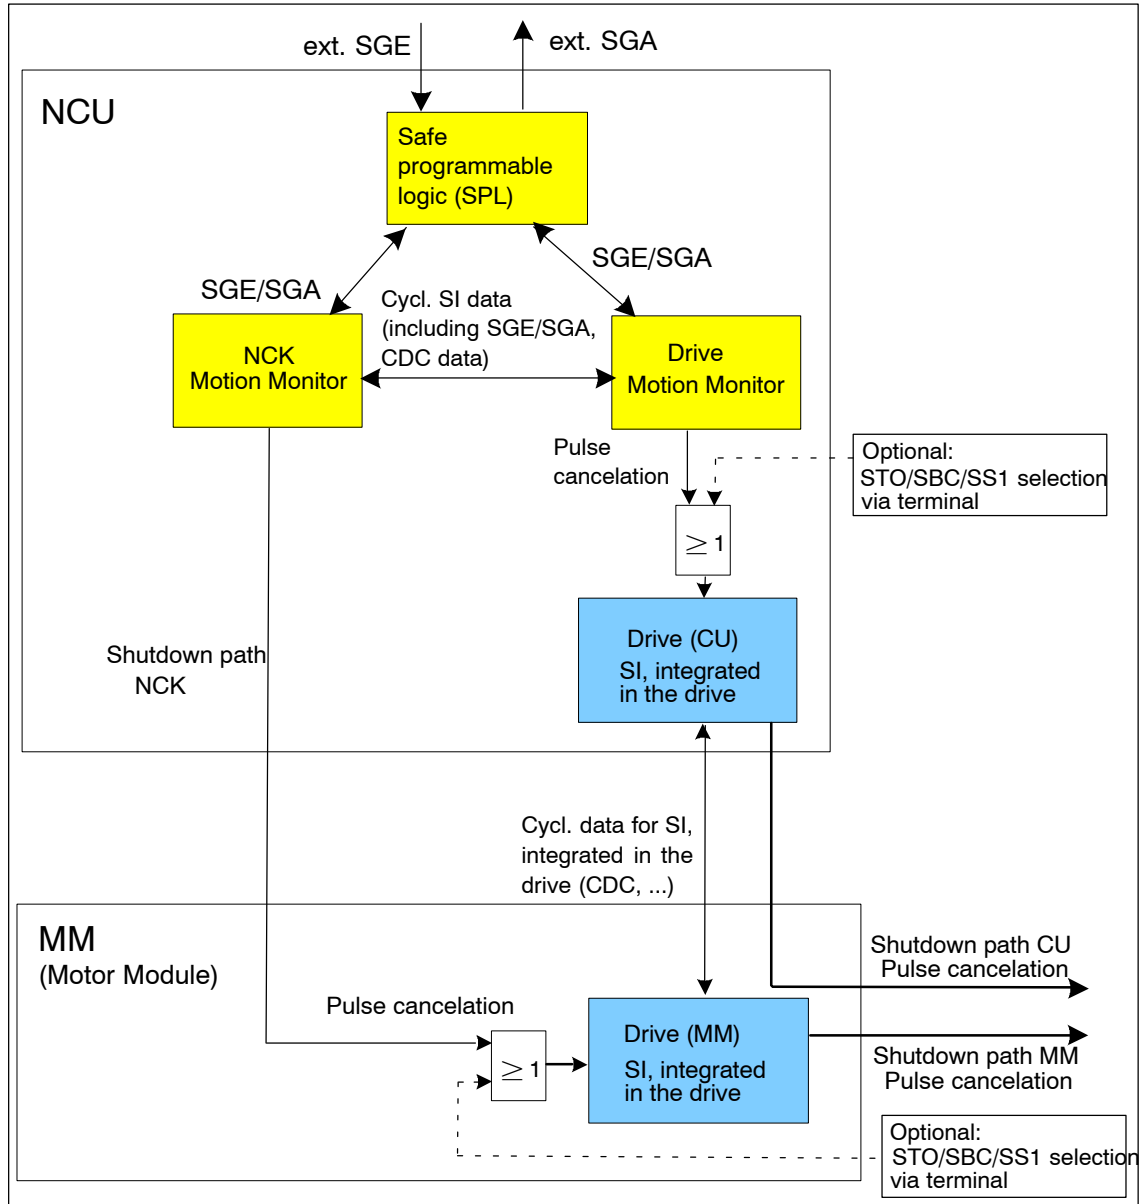 ext. SGE
ext. SGA
NCU
Safe
programmable
logic (SPL)
SGE/SGA
SGE/SGA
Cycl. SI data
(including SGE/SGA,
CDC data)
NCK
Motion Monitor
Drive
Motion Monitor
Pulse
cancelation
Optional:
STO/SBC/SS1 selection
via terminal
≥ 1
Drive (CU)
SI, integrated
in the drive
Shutdown path
NCK
Cycl. data for SI,
integrated in the
drive (CDC, ...)
MM
(Motor Module)
Shutdown path CU
Pulse cancelation
Pulse cancelation
≥ 1
Drive (MM)
SI, integrated
in the drive
Shutdown path MM
Pulse cancelation
Optional:
STO/SBC/SS1 selection
via terminal